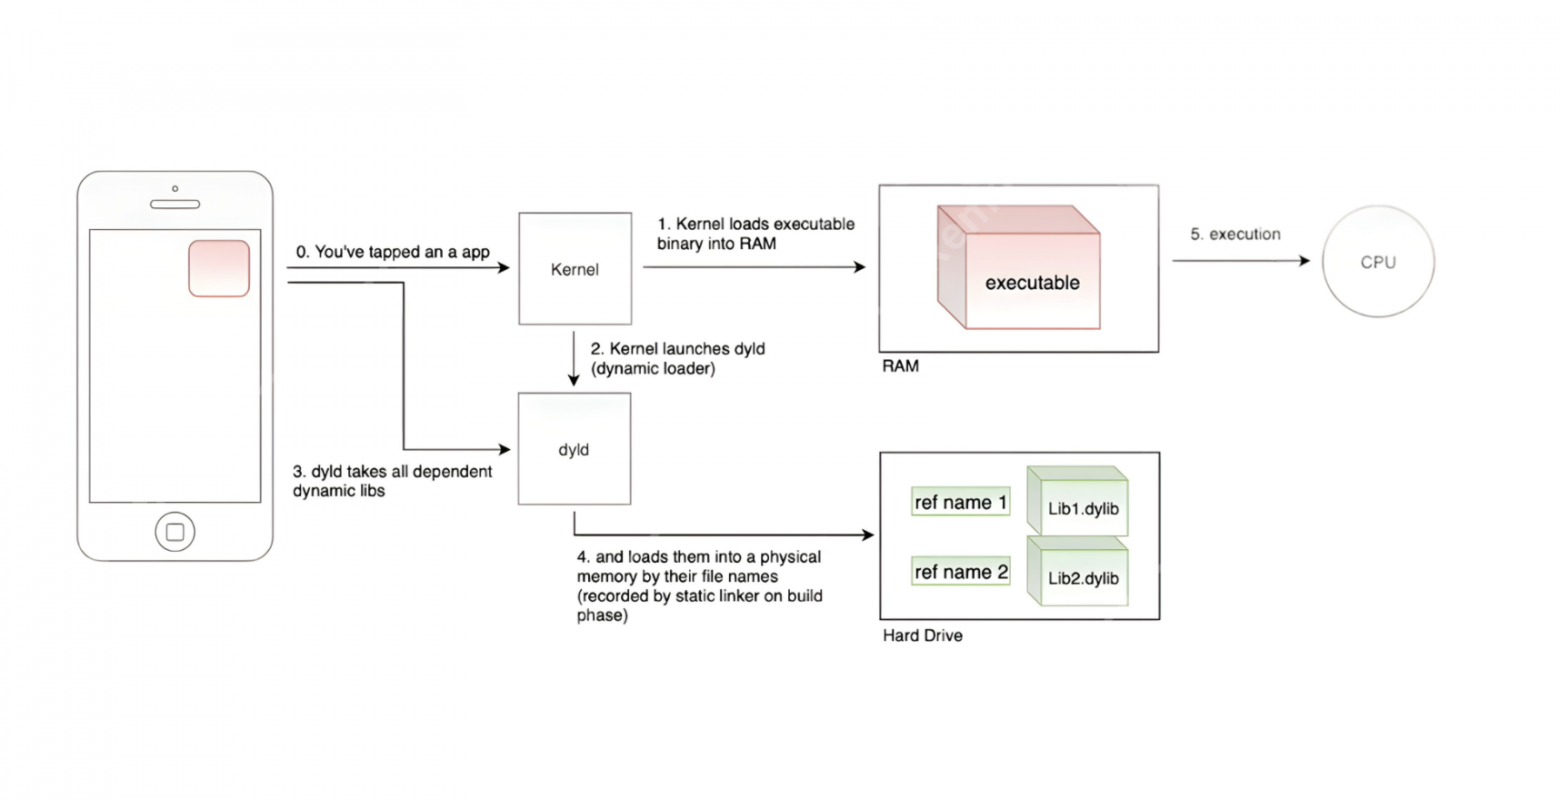 0. You've tapped an a app
Kernel
1. Kernel loads executable
binary into RAM
executable
RAM
5. execution
CPU
2. Kernel launches dyld
(dynamic loader)
dyld
3. dyld takes all dependent
dynamic libs
4. and loads them into a physical
memory by their file names
(recorded by static linker on build
phase)
ref name 1
Lib1.dylib
ref name 2
Lib2.dylib
Hard Drive